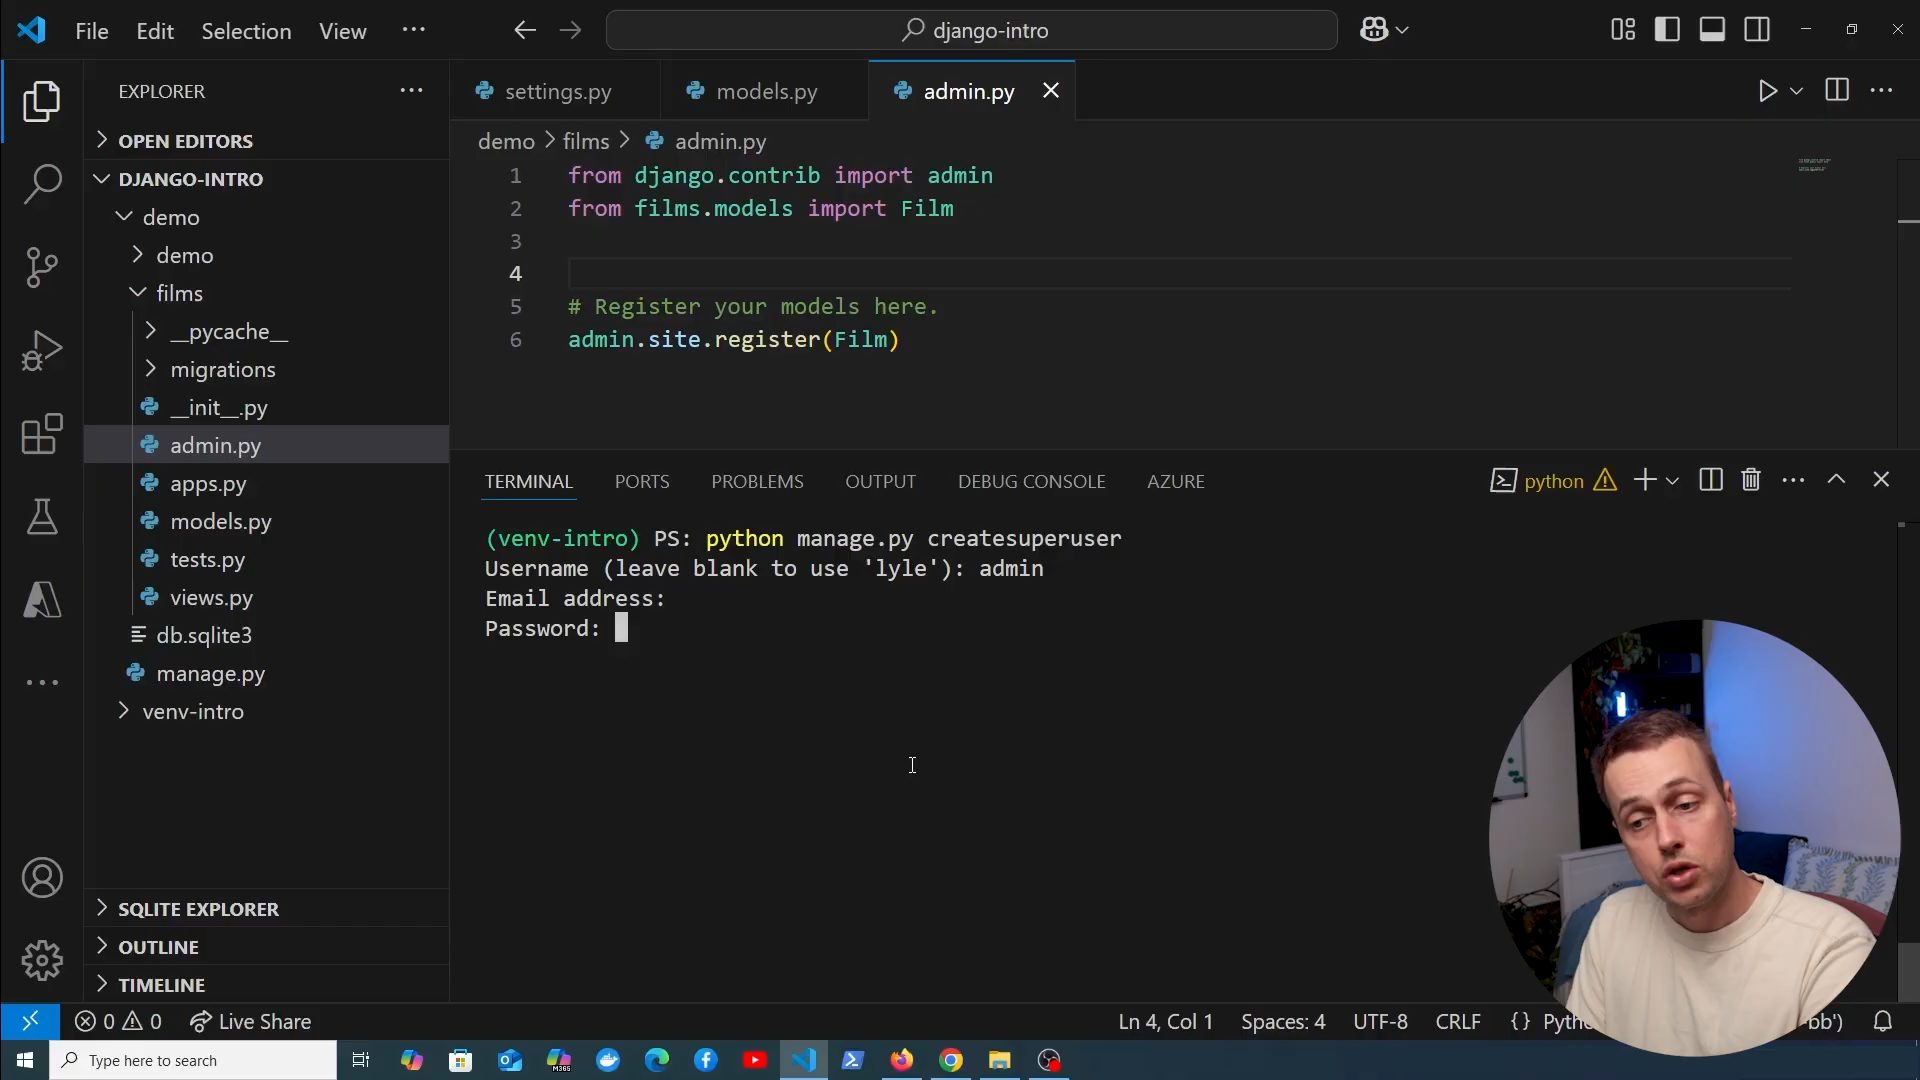 File Edit Selection View ...
django-intro
EXPLORER
OPEN EDITORS
DJANGO-INTRO
demo
demo
films
__pycache__
migrations
__init__.py
admin.py
apps.py
models.py
tests.py
views.py
db.sqlite3
manage.py
venv-intro
SQLITE EXPLORER
OUTLINE
TIMELINE
settings.py models.py admin.py
demo > films > admin.py
1 from django.contrib import admin
2 from films.models import Film
3
4
5 # Register your models here.
6 admin.site.register(Film)
TERMINAL PORTS PROBLEMS OUTPUT DEBUG CONSOLE AZURE
python
(venv-intro) PS: python manage.py createsuperuser
Username (leave blank to use 'lyle'): admin
Email address:
Password:
0 0 Live Share Ln 4, Col 1 Spaces: 4 UTF-8 CRLF {}
Type here to search M365